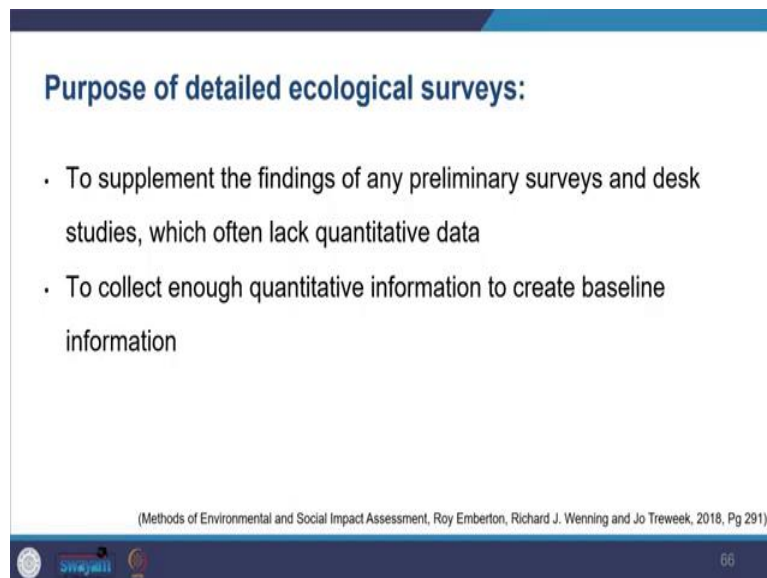 Purpose of detailed ecological surveys:
· To supplement the findings of any preliminary surveys and desk
studies, which often lack quantitative data
· To collect enough quantitative information to create baseline
information
(Methods of Environmental and Social Impact Assessment, Roy Emberton, Richard J. Wenning and Jo Treweek, 2018, Pg 291)
swayam
66